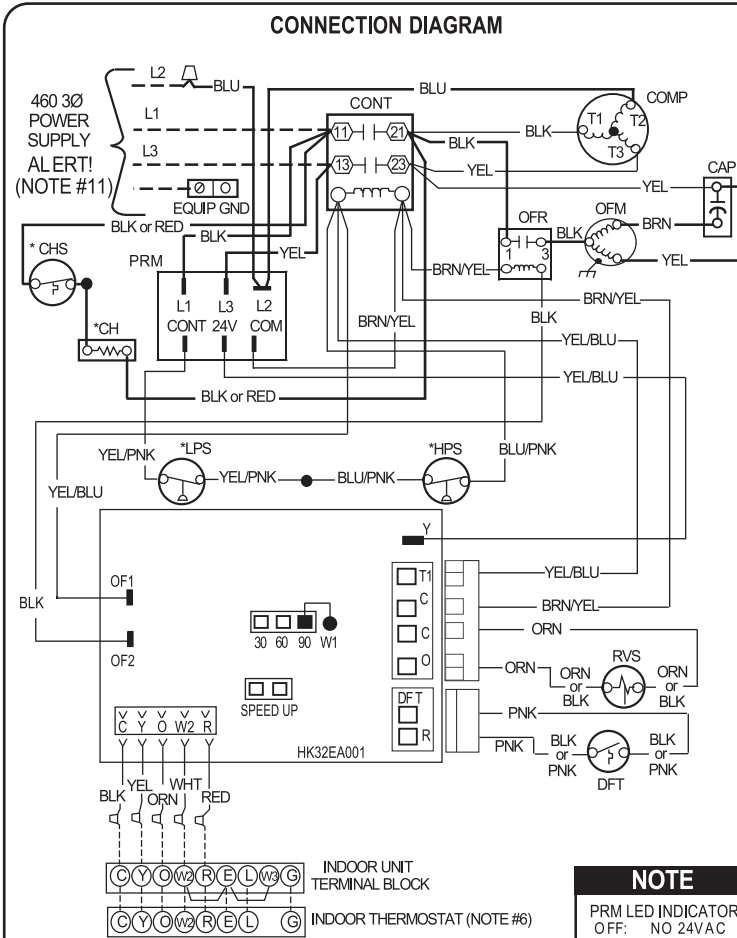 CONNECTION DIAGRAM
L2
BLU
BLU
COMP
460 3Ø
POWER
SUPPLY
ALERT!
(NOTE #11)
L1
L3
CONT
11
21
13
23
BLK
BLK
T1
T2
T3
YEL
YEL
CAP
EQUIP GND
BLK or RED
BLK
YEL
OFR
1
3
BLK
OFM
BRN
YEL
* CHS
PRM
L1 L3 L2
CONT 24V COM
BRN/YEL
BRN/YEL
BLK
BRN/YEL
YEL/BLU
YEL/BLU
*CH
BLK or RED
YEL/PNK
*LPS
YEL/PNK
BLU/PNK
*HPS
BLU/PNK
YEL/BLU
Y
BLK
OF1
OF2
30 60 90 W1
SPEED UP
T1
C
C
O
YEL/BLU
BRN/YEL
ORN
ORN
ORN
or
BLK
RVS
ORN
or
BLK
DFT
R
PNK
PNK
BLK
or
PNK
DFT
BLK
or
PNK
C Y O W2 R
HK32EA001
BLK YEL ORN WHT RED
C Y O W2 R E L W3 G
INDOOR UNIT
TERMINAL BLOCK
C Y O W2 R E L G
INDOOR THERMOSTAT (NOTE #6)
NOTE
PRM LED INDICATOR
OFF: NO 24VAC